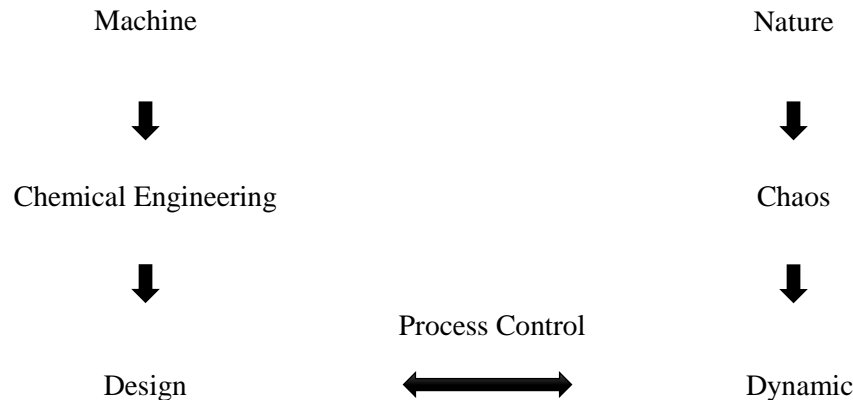 Machine
Nature
Chemical Engineering
Chaos
Process Control
Design
Dynamic